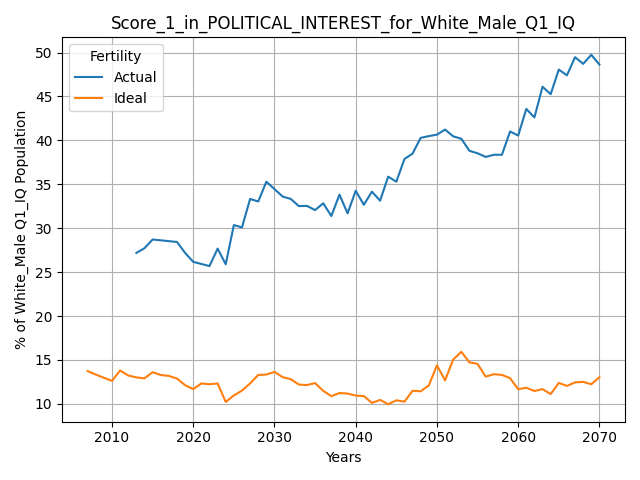 Score_1_in_POLITICAL_INTEREST_for_White_Male_Q1_IQ
Fertility
Actual
Ideal
% of White_Male Q1_IQ Population
50
45
40
35
30
25
20
15
10
2010 2020 2030 2040 2050 2060 2070
Years